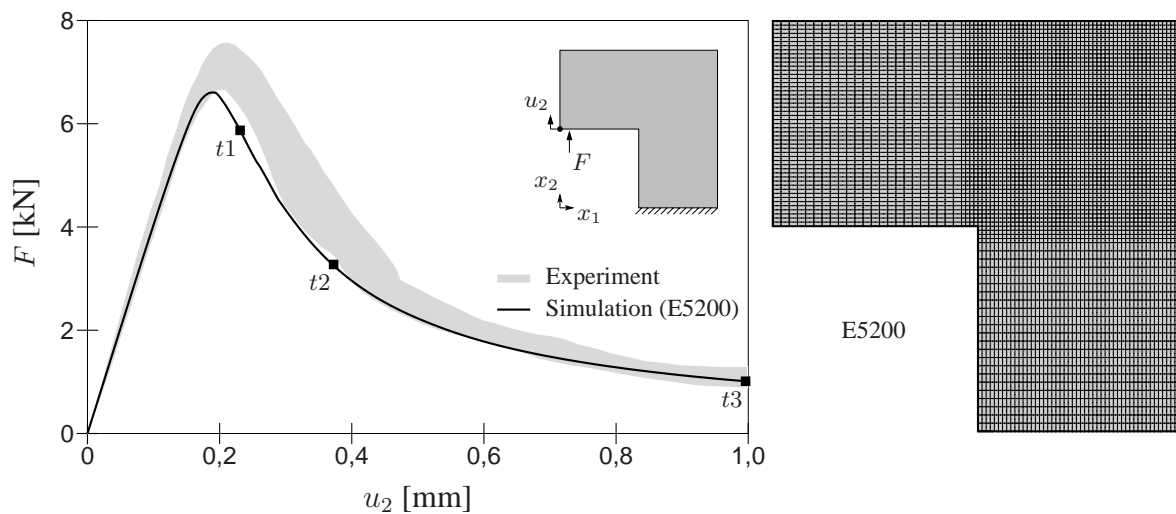 8
6
4
2
0
F [kN]
0
0,2
0,4
0,6
0,8
1,0
u₂ [mm]
t1
t2
t3
u₂
F
x₂
x₁
Experiment
Simulation (E5200)
E5200